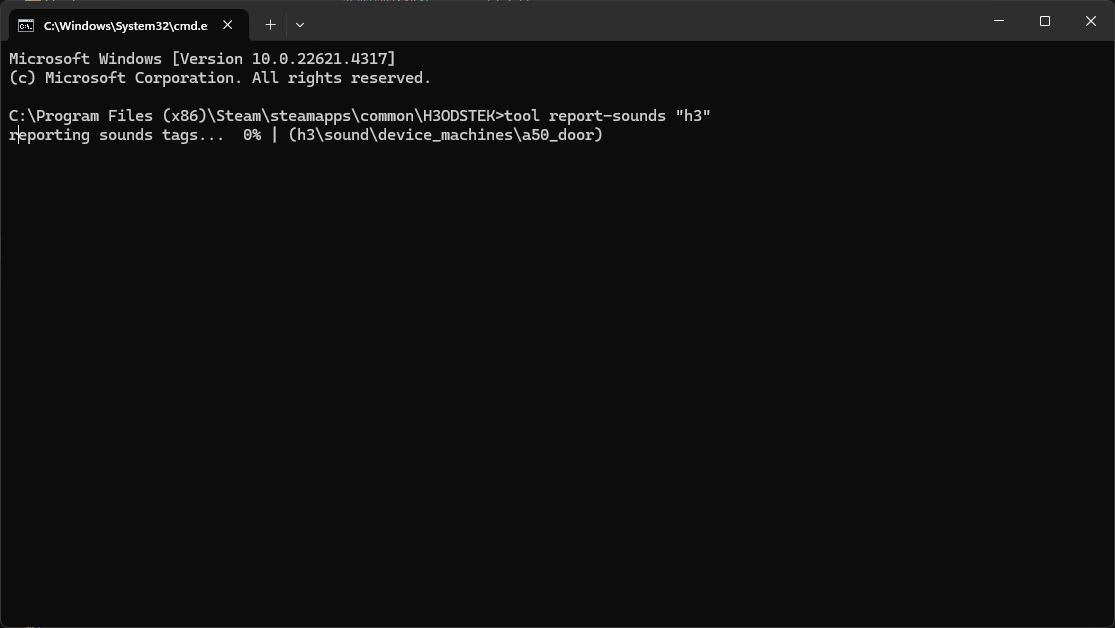 C:\Windows\System32\cmd.e
Microsoft Windows [Version 10.0.22621.4317]
(c) Microsoft Corporation. All rights reserved.
C:\Program Files (x86)\Steam\steamapps\common\H3ODSTEK>tool report-sounds "h3"
reporting sounds tags...  0% | (h3\sound\device_machines\a50_door)